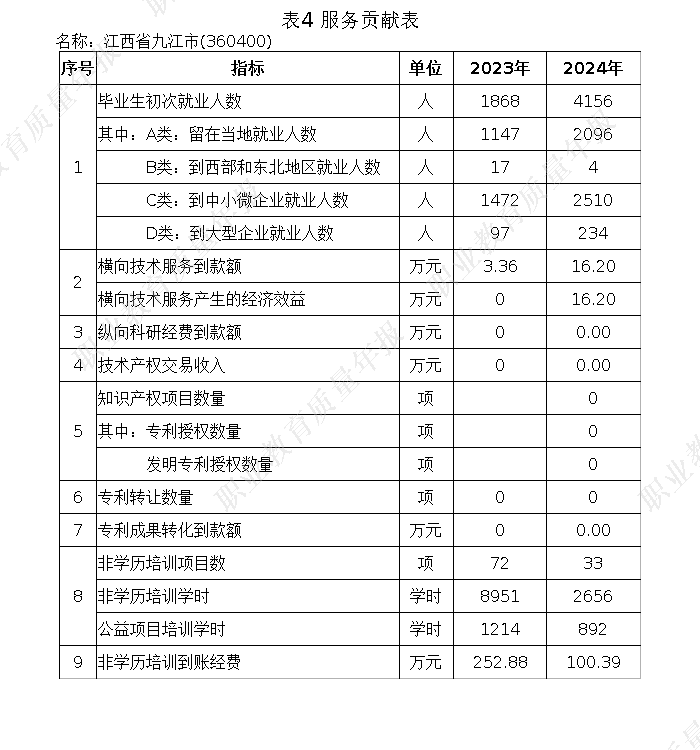 表4 服务贡献表
名称：江西省九江市(360400)
序号 指标 单位 2023年 2024年
1 毕业生初次就业人数 人 1868 4156
其中：A类：留在当地就业人数 人 1147 2096
B类：到西部和东北地区就业人数 人 17 4
C类：到中小微企业就业人数 人 1472 2510
D类：到大型企业就业人数 人 97 234
2 横向技术服务到款额 万元 3.36 16.20
横向技术服务产生的经济效益 万元 0 16.20
3 纵向科研经费到款额 万元 0 0.00
4 技术产权交易收入 万元 0 0.00
5 知识产权项目数量 项 0
其中：专利授权数量 项 0
发明专利授权数量 项 0
6 专利转让数量 项 0 0
7 专利成果转化到款额 万元 0 0.00
8 非学历培训项目数 项 72 33
非学历培训学时 学时 8951 2656
公益项目培训学时 学时 1214 892
9 非学历培训到账经费 万元 252.88 100.39
职业教育质量年报